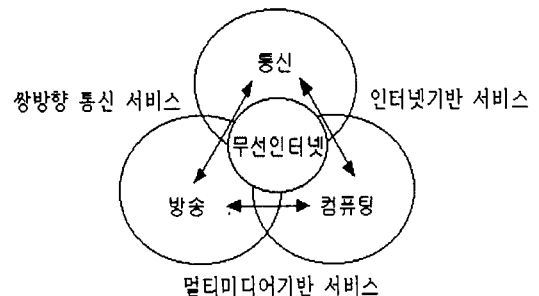 통신
쌍방향 통신 서비스
인터넷기반 서비스
무선인터넷
방송
컴퓨팅
멀티미디어기반 서비스